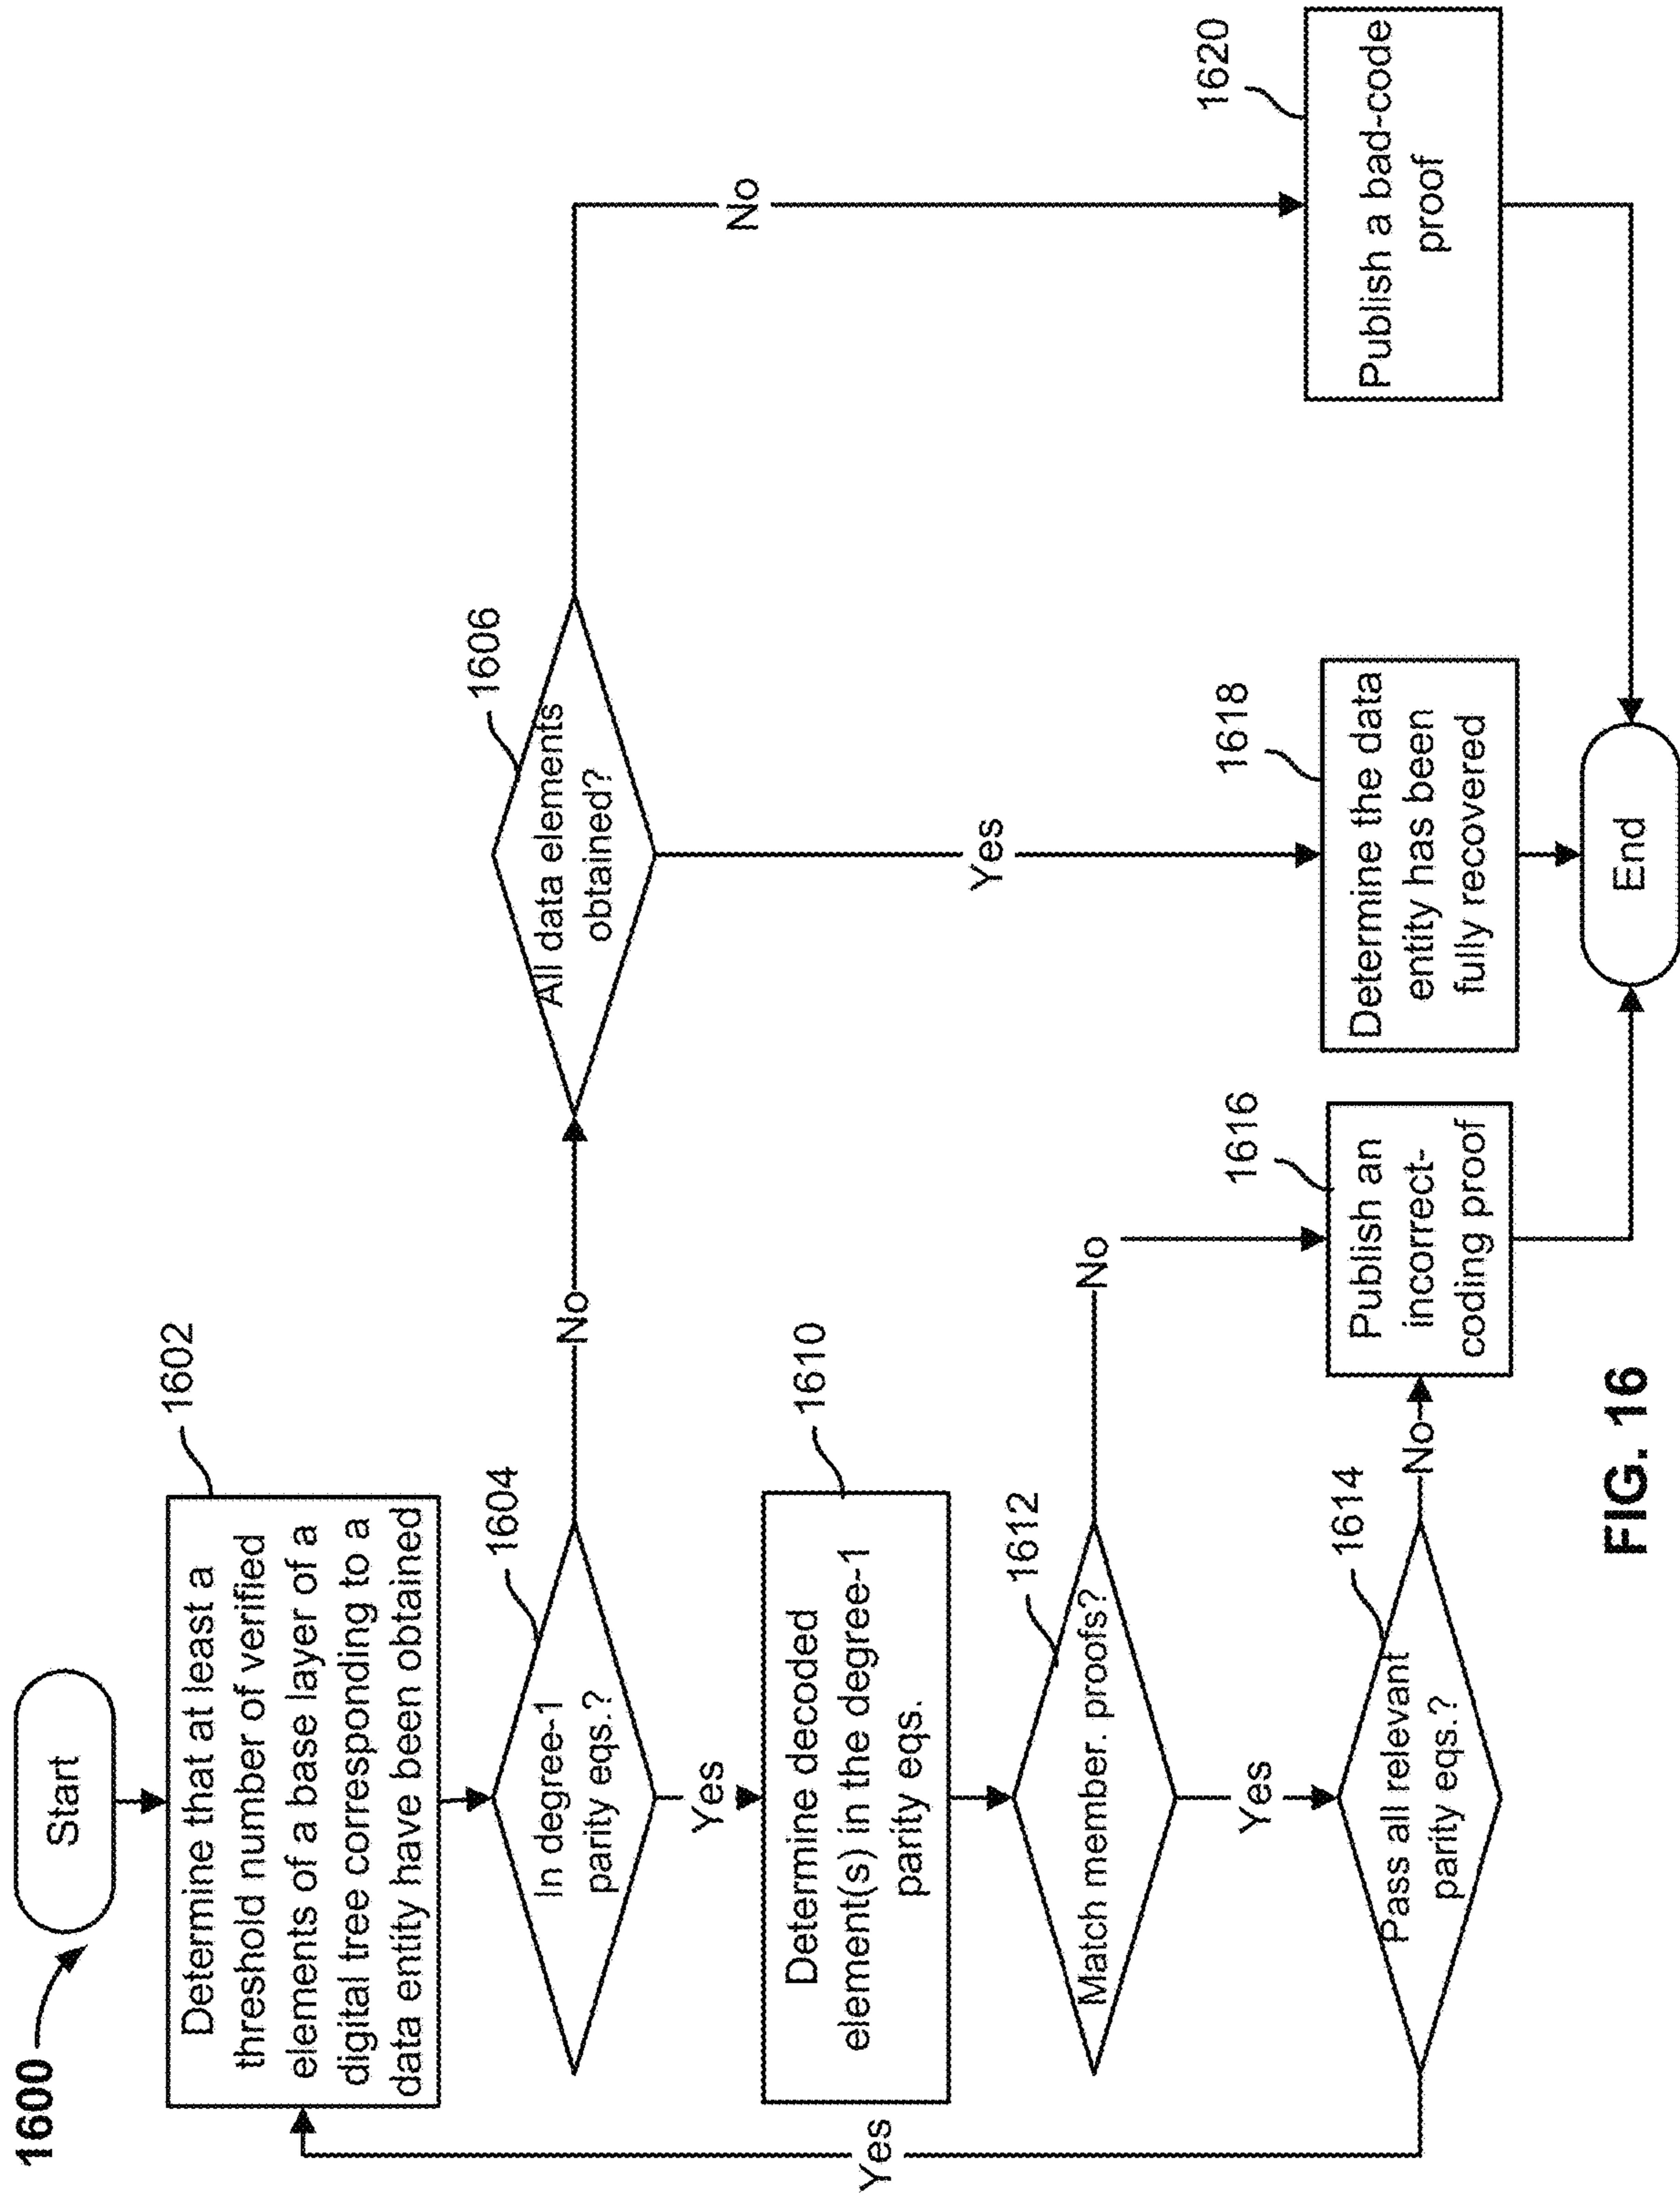 1600
Start
1602
Determine that at least a
threshold number of verified
elements of a base layer of a
digital tree corresponding to a
data entity have been obtained
1604
In degree-1
parity eqs.?
No
1606
All data elements
obtained?
No
Yes
Yes
1610
Determine decoded
element(s) in the degree-1
parity eqs.
1612
Match member. proofs?
No
Yes
1614
Pass all relevant
parity eqs.?
No
Yes
1616
Publish an
incorrect-
coding proof
1618
Determine the data
entity has been
fully recovered
1620
Publish a bad-code
proof
End
FIG. 16